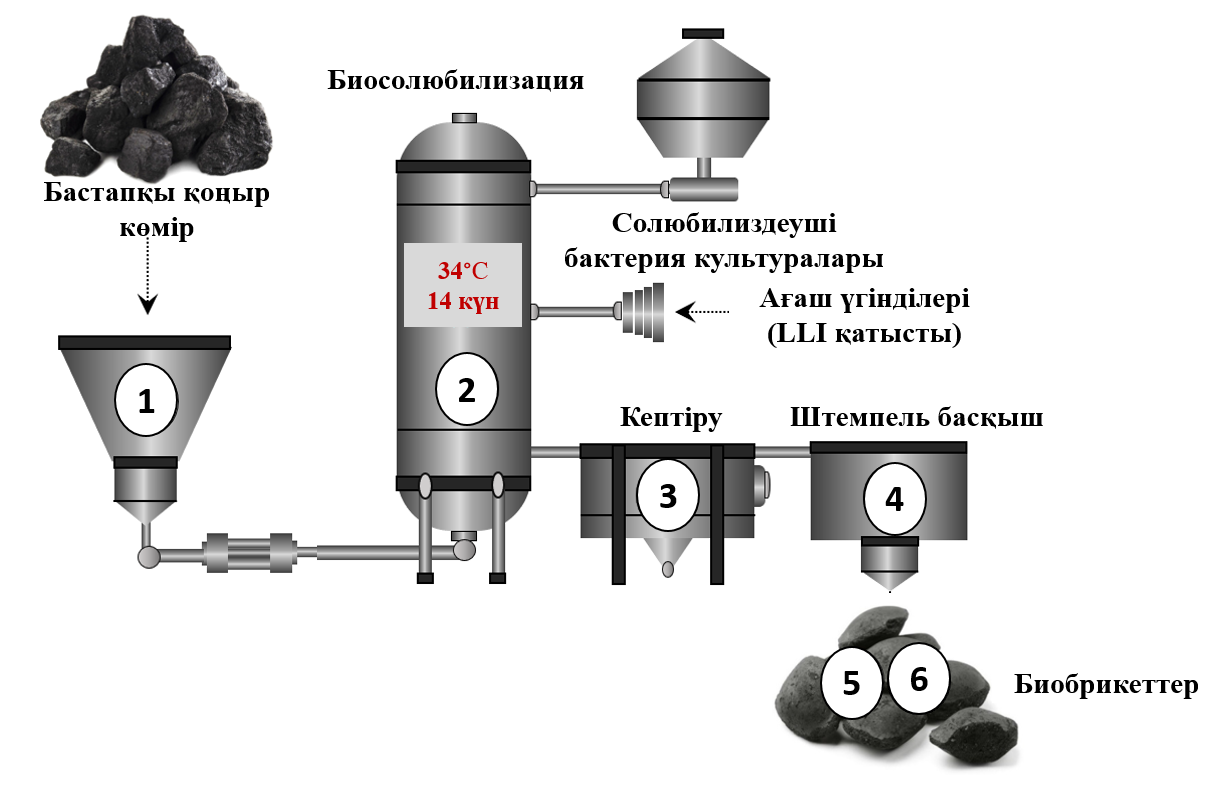 Биосолюбилизация
Бастапқы қоңыр
көмір
Солюбилиздеуші
бактерия культуралары
34°С
14 күн
Ағаш үгінділері
(LLI қатысты)
1
2
Кептіру
Штемпель басқыш
3
4
5
6
Биобрикеттер